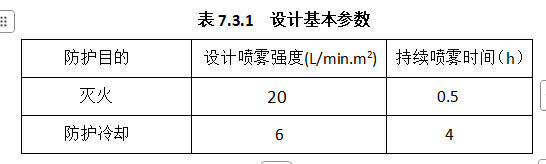 表 7.3.1 设计基本参数
防护目的 设计喷雾强度(L/min.m²) 持续喷雾时间（h）
灭火 20 0.5
防护冷却 6 4